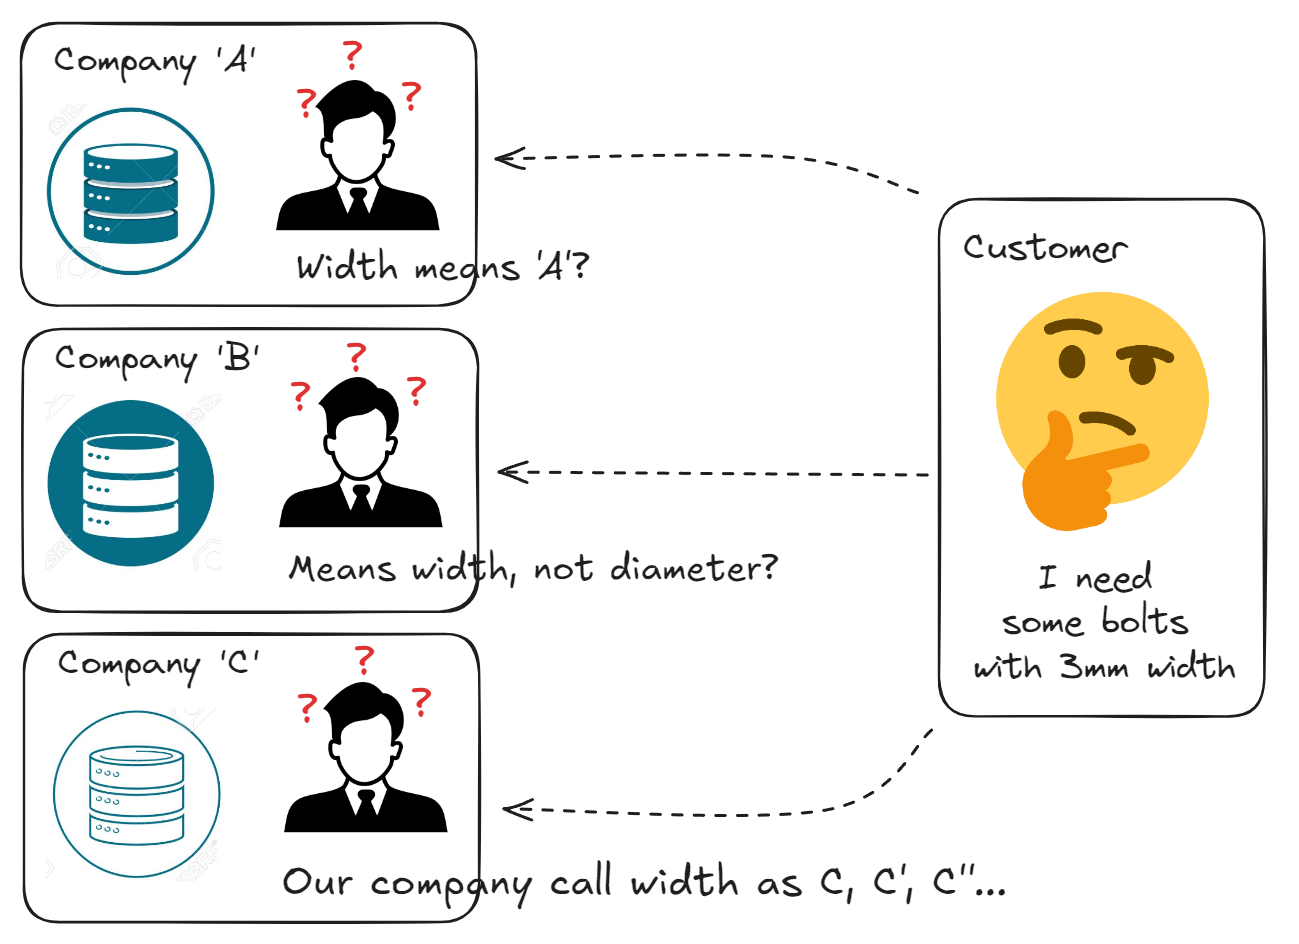 Company 'A'
? ? ?
Width means 'A'?
Company 'B'
? ? ?
Means width, not diameter?
Company 'C'
? ? ?
Our company call width as C, C', C''...
Customer
I need
some bolts
with 3mm width